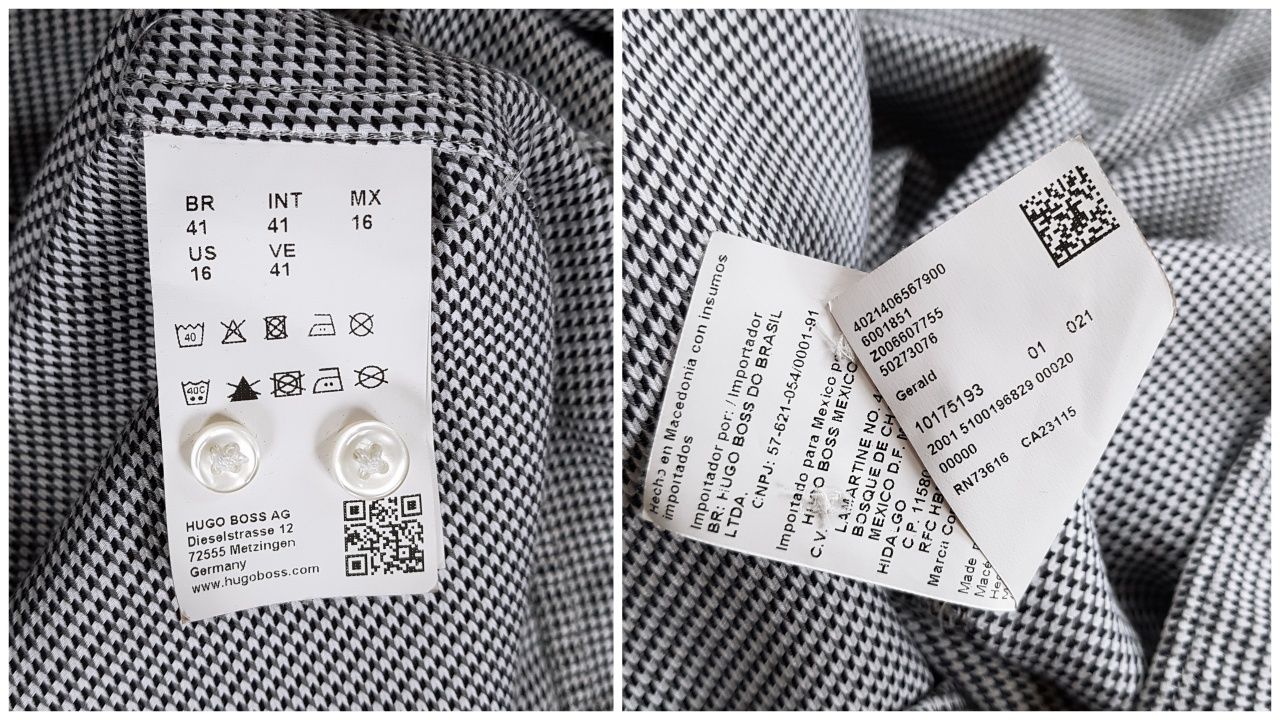 BR INT MX
41 41 16
US VE
16 41
40
40C
HUGO BOSS AG
Dieselstrasse 12
72555 Metzingen
Germany
www.hugoboss.com
Hecho en Macedonia con insumos
importados
Importador por: / Importador
BR: HUGO BOSS DO BRASIL
LTDA.
CNPJ: 57-621-054/0001-91
Importado para Mexico
HUGO BOSS MEXICO
C.V.
LAMARTINE NO.
BOSQUE DE
MEXICO D.F.
HIDALGO
C.P.
RFC
Made
4021406567900
6001851
Z006607755
50273076
Gerald 01 021
10175193
2001 5100196829 00020
00000
RN73616 CA23115